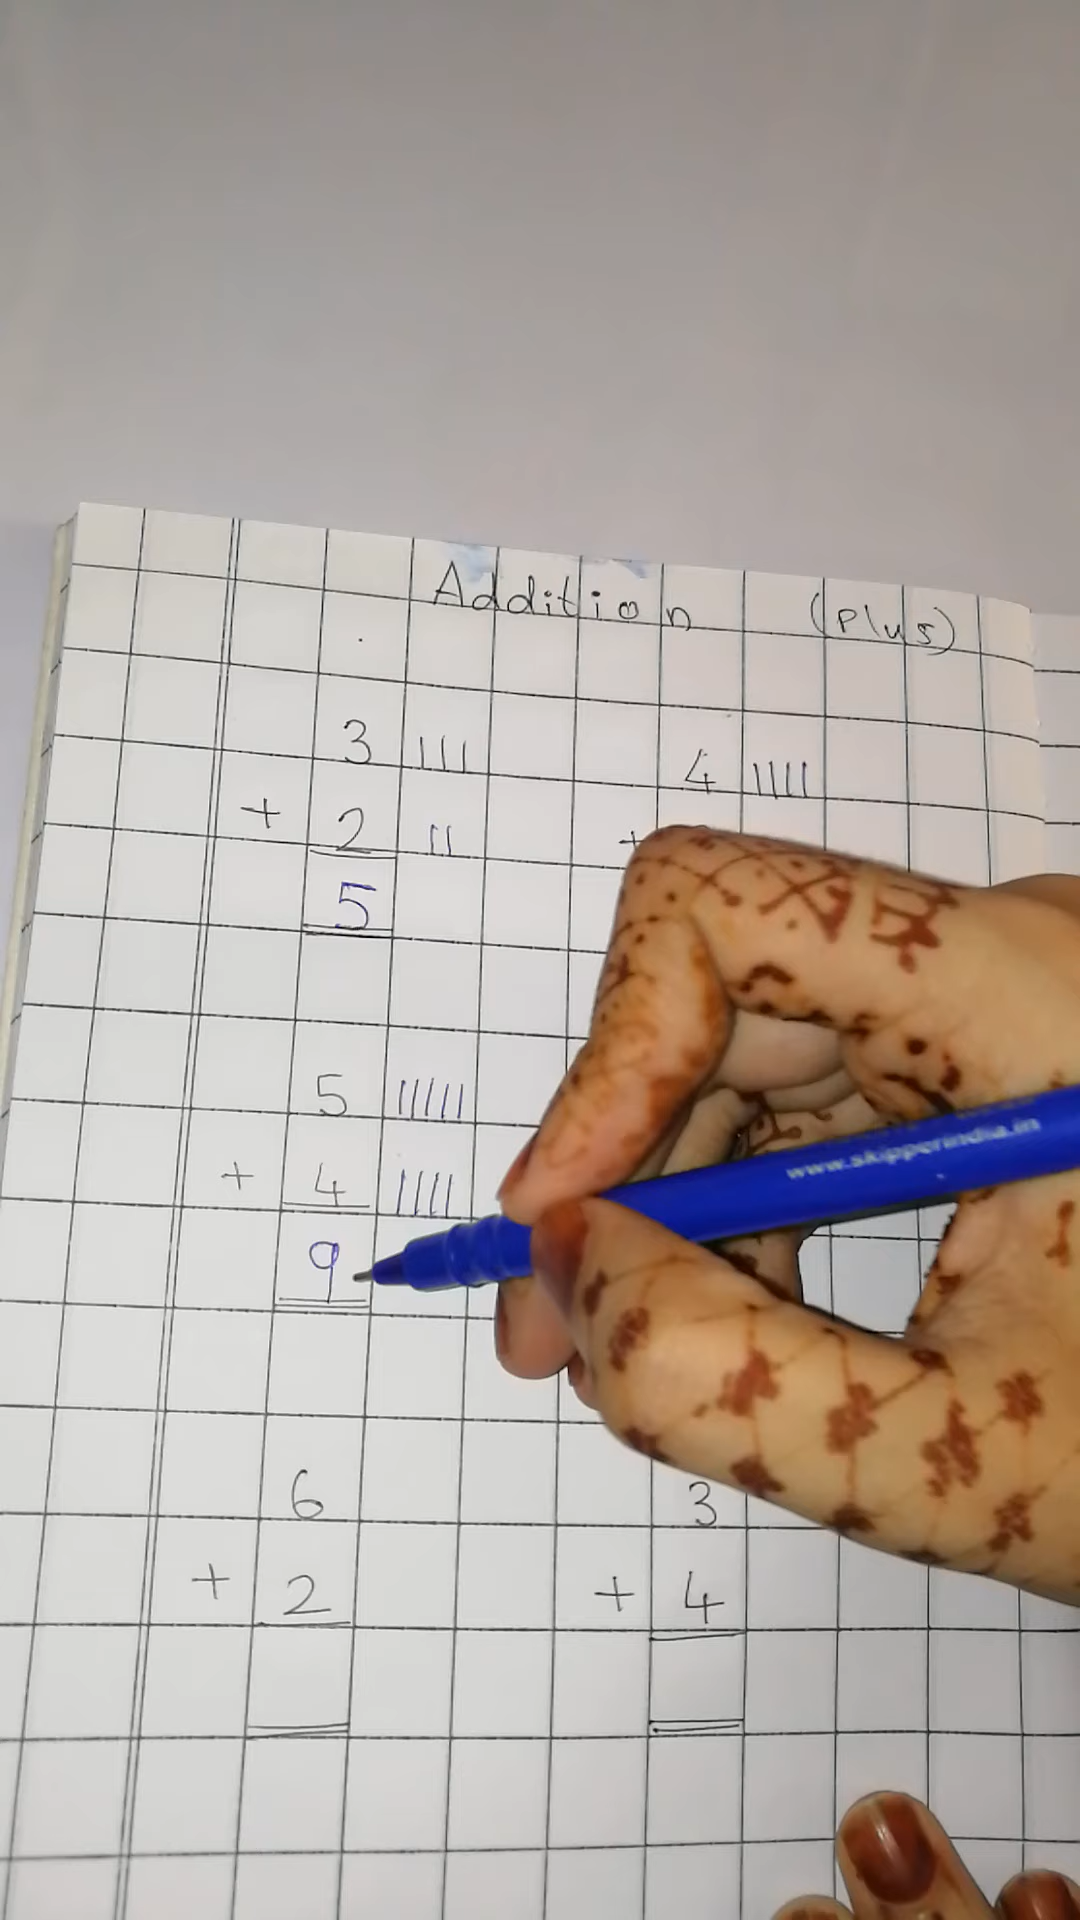 Addition (Plus)
3 4
+ 2 +
5
5
+ 4
9
www.skipperindia.in
6 3
+ 2 + 4